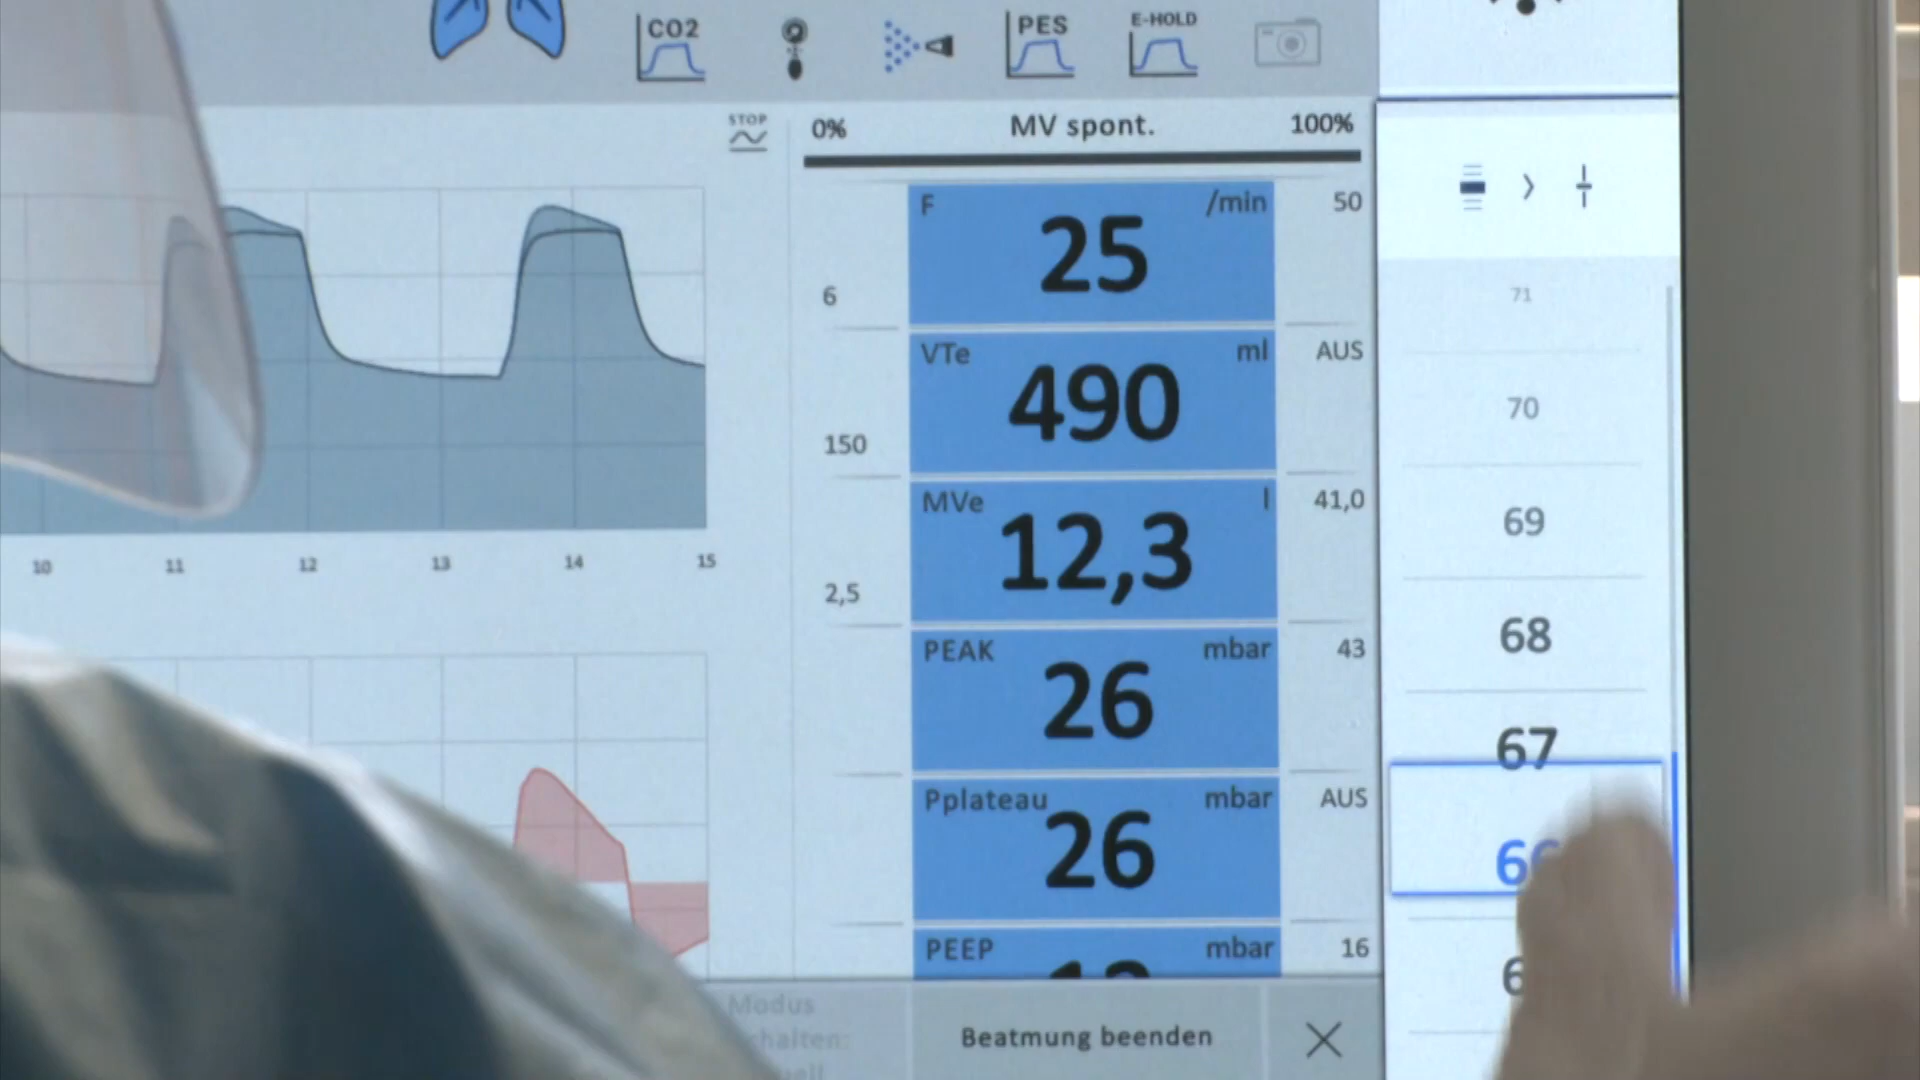 CO2
PES
E-HOLD
STOP
0% MV spont. 100%
F /min 50
25
6
VTe ml AUS
490
150
MVe l 41,0
12,3
2,5
PEAK mbar 43
26
Pplateau mbar AUS
26
PEEP mbar 16
10 11 12 13 14 15
Modus
Beatmung beenden
71
70
69
68
67